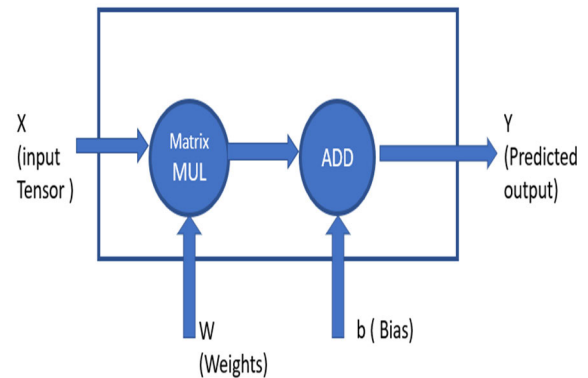 X
(input
Tensor )
Matrix
MUL
ADD
Y
(Predicted
output)
W
(Weights)
b ( Bias)